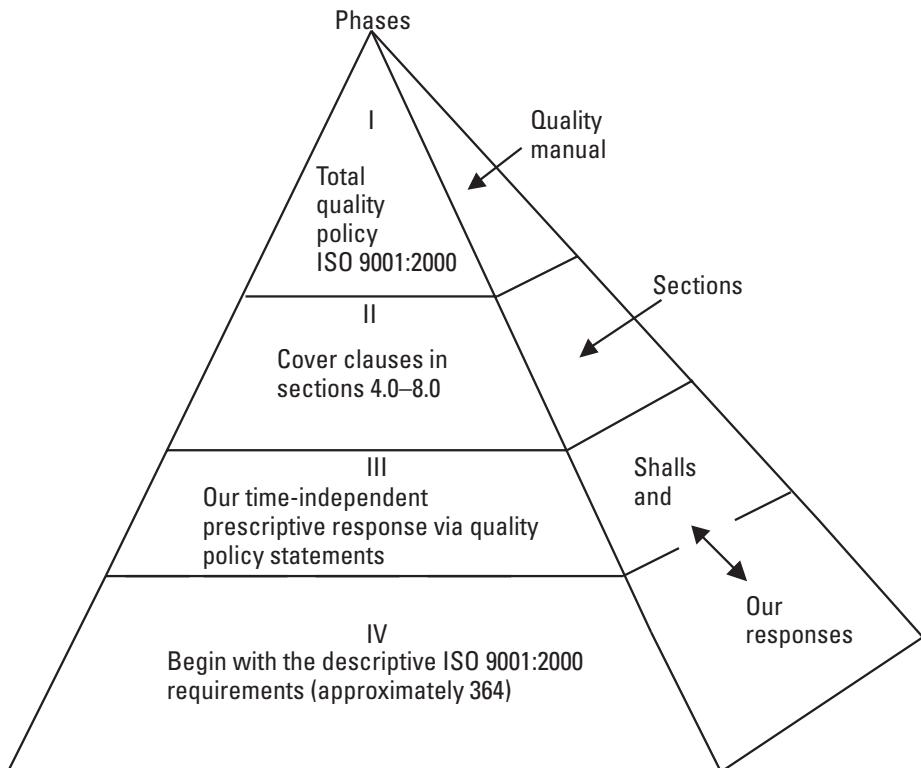 Phases
I
Total
quality
policy
ISO 9001:2000
Quality
manual
II
Cover clauses in
sections 4.0–8.0
Sections
III
Our time-independent
prescriptive response via quality
policy statements
Shalls
and
Our
responses
IV
Begin with the descriptive ISO 9001:2000
requirements (approximately 364)